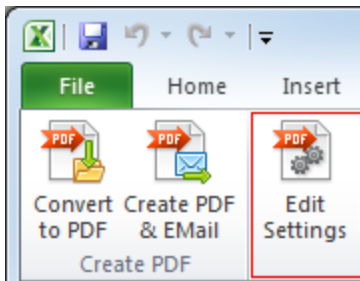 File Home Insert
PDF PDF PDF
Convert Create PDF Edit
to PDF & EMail Settings
Create PDF